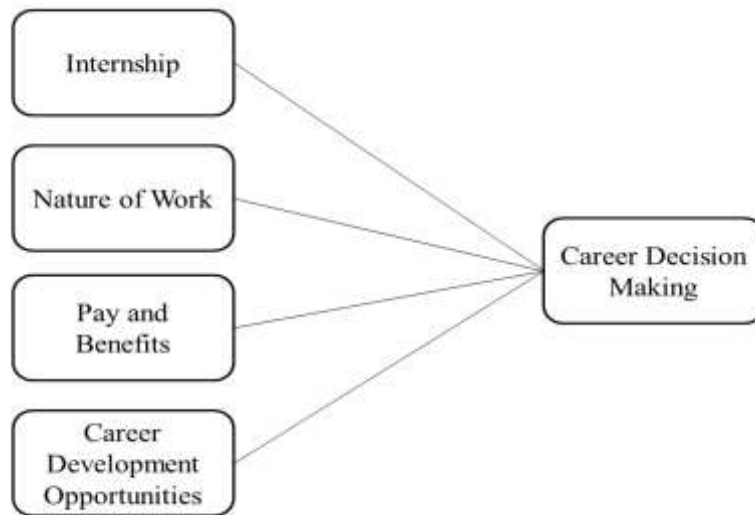 Internship
Nature of Work
Pay and
Benefits
Career
Development
Opportunities
Career Decision
Making